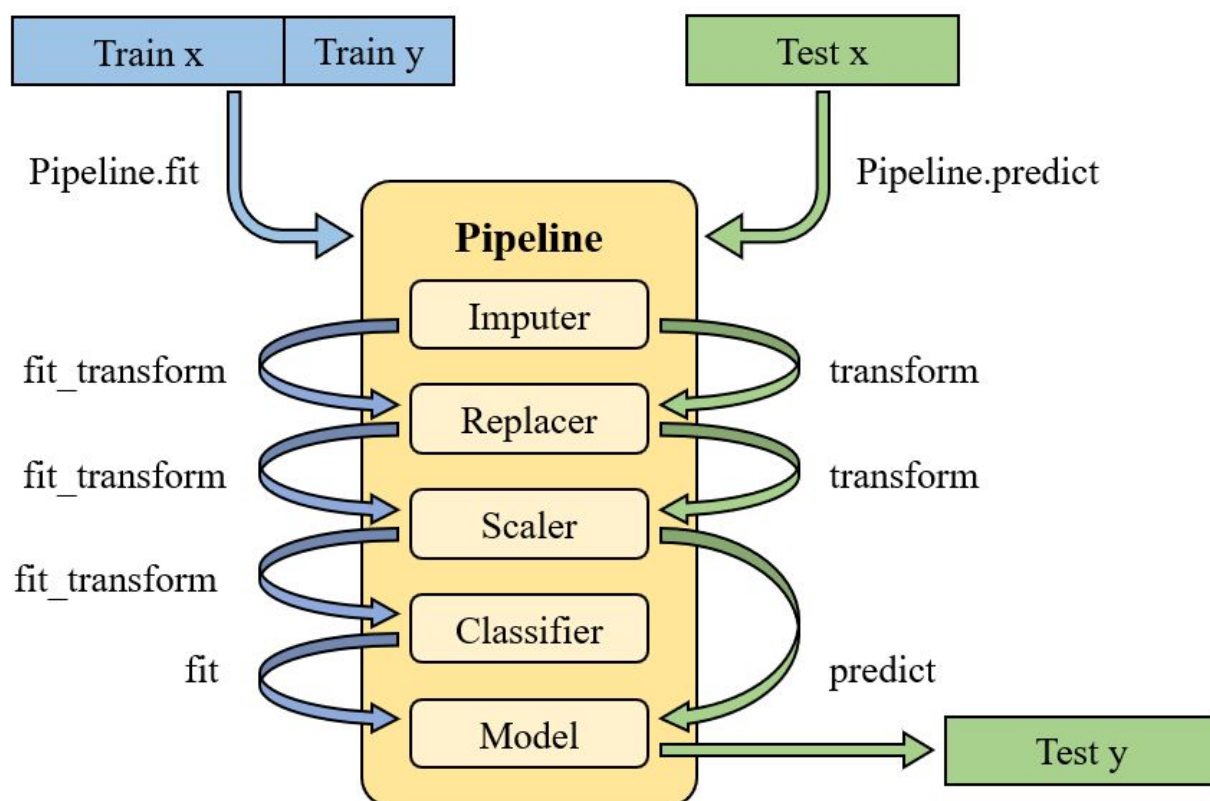 Train x
Train y
Test x
Pipeline.fit
Pipeline.predict
Pipeline
Imputer
fit_transform
transform
Replacer
fit_transform
transform
Scaler
fit_transform
Classifier
fit
predict
Model
Test y